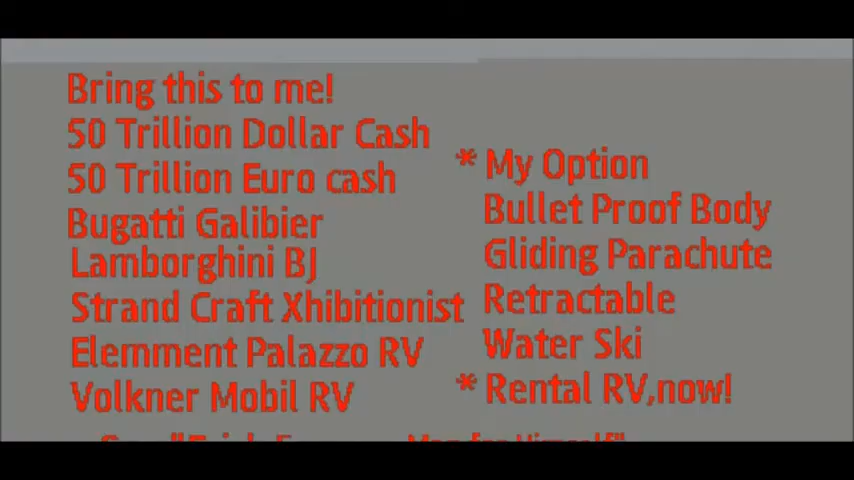 Bring this to me!
50 Trillion Dollar Cash
50 Trillion Euro cash
Bugatti Galibier
Lamborghini BJ
Strand Craft Xhibitionist
Elemment Palazzo RV
Volkner Mobil RV
* My Option
Bullet Proof Body
Gliding Parachute
Retractable
Water Ski
* Rental RV,now!